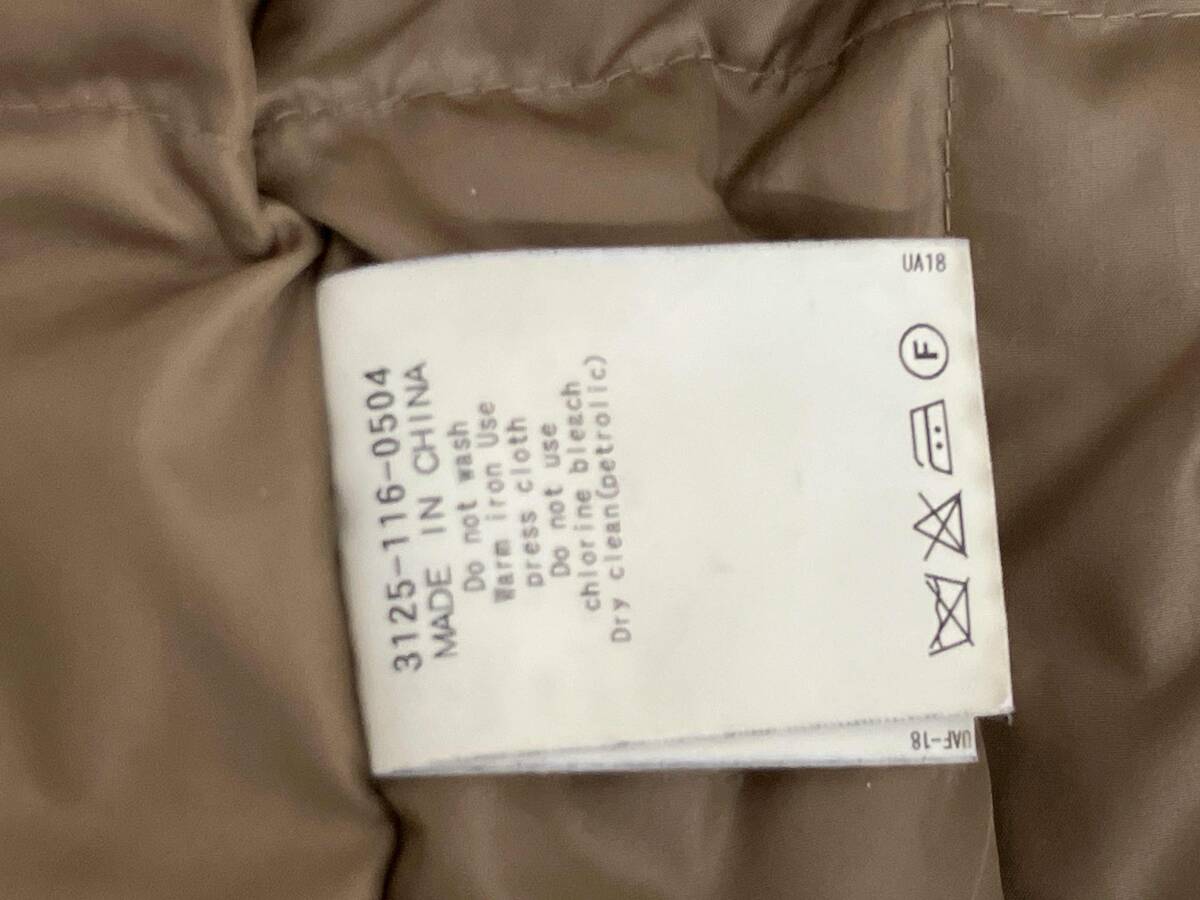 3125-116-0504
MADE IN CHINA
Do not wash
Warm iron Use
press cloth
Do not use
chlorine bleach
Dry clean(petrolic)
F
UA18
UAF-18